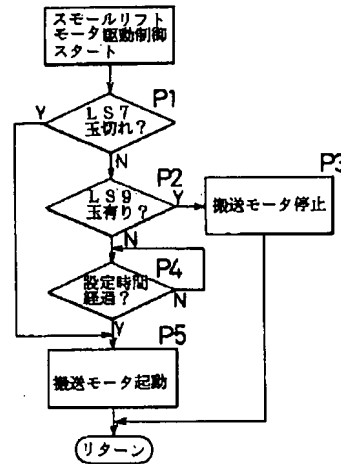 スモールリフト
モータ駆動制御
スタート
P1
Y
LS7
玉切れ?
N
P2
LS9
玉有り?
Y
P3
搬送モータ停止
N
P4
設定時間
経過?
N
Y
P5
搬送モータ起動
リターン